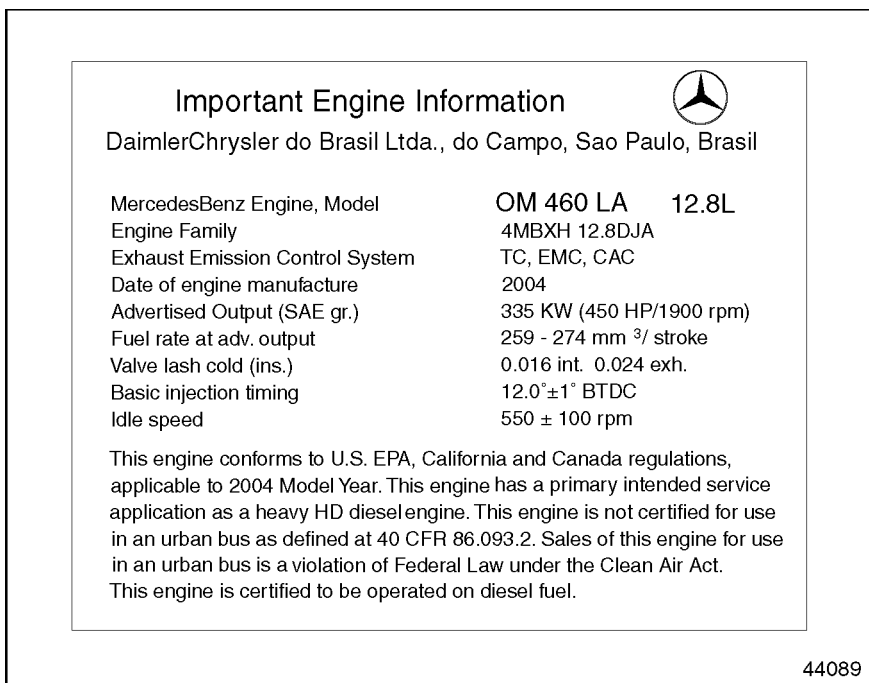 Important Engine Information
DaimlerChrysler do Brasil Ltda., do Campo, Sao Paulo, Brasil
MercedesBenz Engine, Model OM 460 LA 12.8L
Engine Family 4MBXH 12.8DJA
Exhaust Emission Control System TC, EMC, CAC
Date of engine manufacture 2004
Advertised Output (SAE gr.) 335 KW (450 HP/1900 rpm)
Fuel rate at adv. output 259 - 274 mm ³/ stroke
Valve lash cold (ins.) 0.016 int. 0.024 exh.
Basic injection timing 12.0°±1° BTDC
Idle speed 550 ± 100 rpm
This engine conforms to U.S. EPA, California and Canada regulations,
applicable to 2004 Model Year. This engine has a primary intended service
application as a heavy HD diesel engine. This engine is not certified for use
in an urban bus as defined at 40 CFR 86.093.2. Sales of this engine for use
in an urban bus is a violation of Federal Law under the Clean Air Act.
This engine is certified to be operated on diesel fuel.
44089